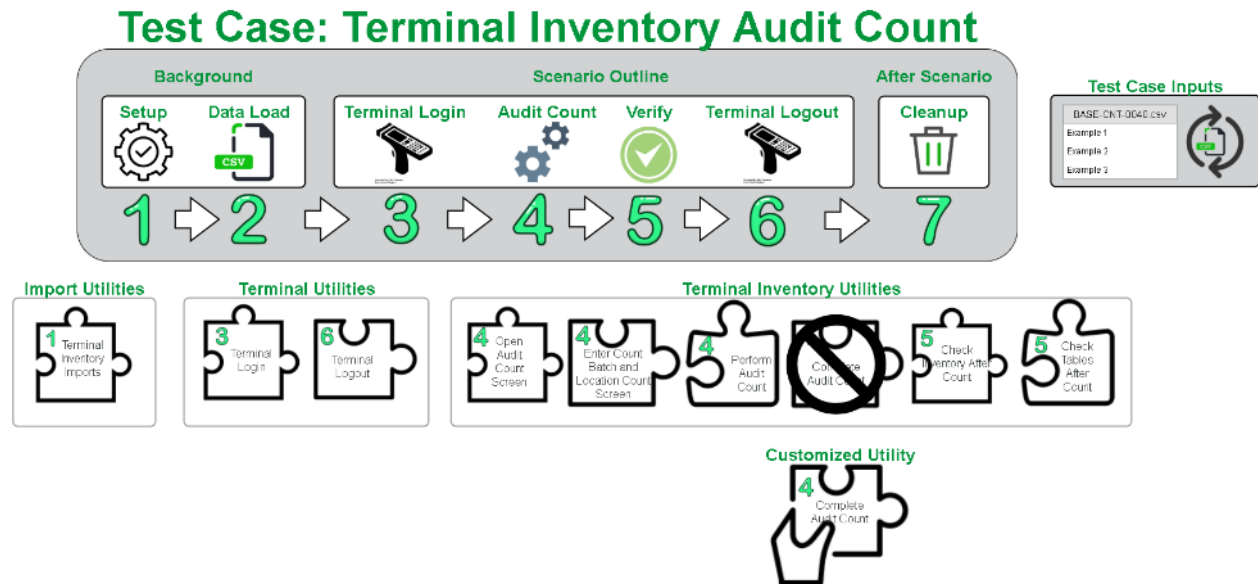 Test Case: Terminal Inventory Audit Count
Background
Scenario Outline
After Scenario
Setup
Data Load
Terminal Login
Audit Count
Verify
Terminal Logout
Cleanup
CSV
1
2
3
4
5
6
7
Test Case Inputs
BASE-CNT-0040.csv
Example 1
Example 2
Example 3
CSV
Import Utilities
1
Terminal
Inventory
Imports
Terminal Utilities
3
Terminal
Login
6
Terminal
Logout
Terminal Inventory Utilities
4
Open
Audit
Count
Screen
4
Enter Count
Batch and
Location Count
Screen
4
Perform
Audit
Count
Complete
Audit Count
5
Check
Inventory After
Count
5
Check
Tables
After
Count
Customized Utility
4
Complete
Audit Count